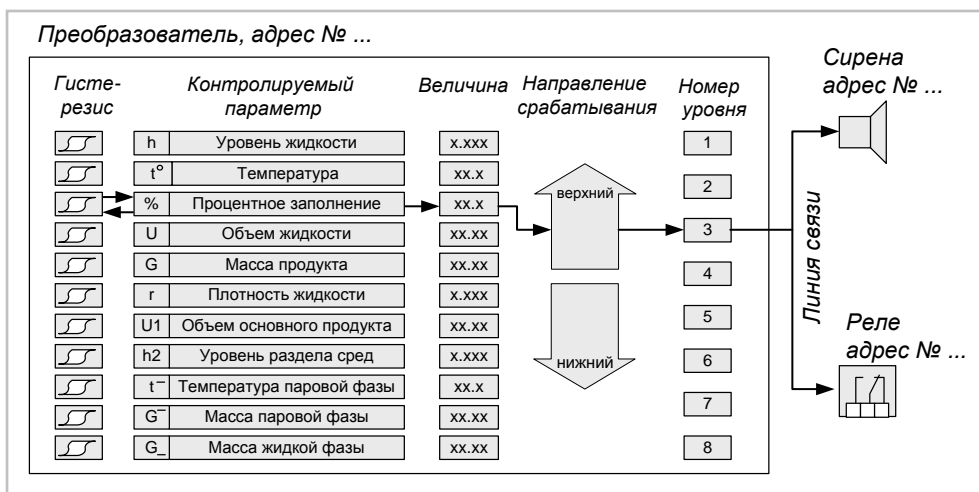 Преобразователь, адрес № ...
Гисте-
резис
Контролируемый
параметр
Величина
Направление
срабатывания
Номер
уровня
Сирена
адрес № ...
h Уровень жидкости x.xxx 1
t° Температура xx.x
верхний 2
% Процентное заполнение xx.x 3
U Объем жидкости xx.xx
G Масса продукта xx.xx 4
r Плотность жидкости x.xxx
U1 Объем основного продукта xx.xx 5
h2 Уровень раздела сред x.xxx 6
нижний
t⁻ Температура паровой фазы xx.x
G⁻ Масса паровой фазы xx.xx 7
G_ Масса жидкой фазы xx.xx 8
Линия связи
Реле
адрес № ...